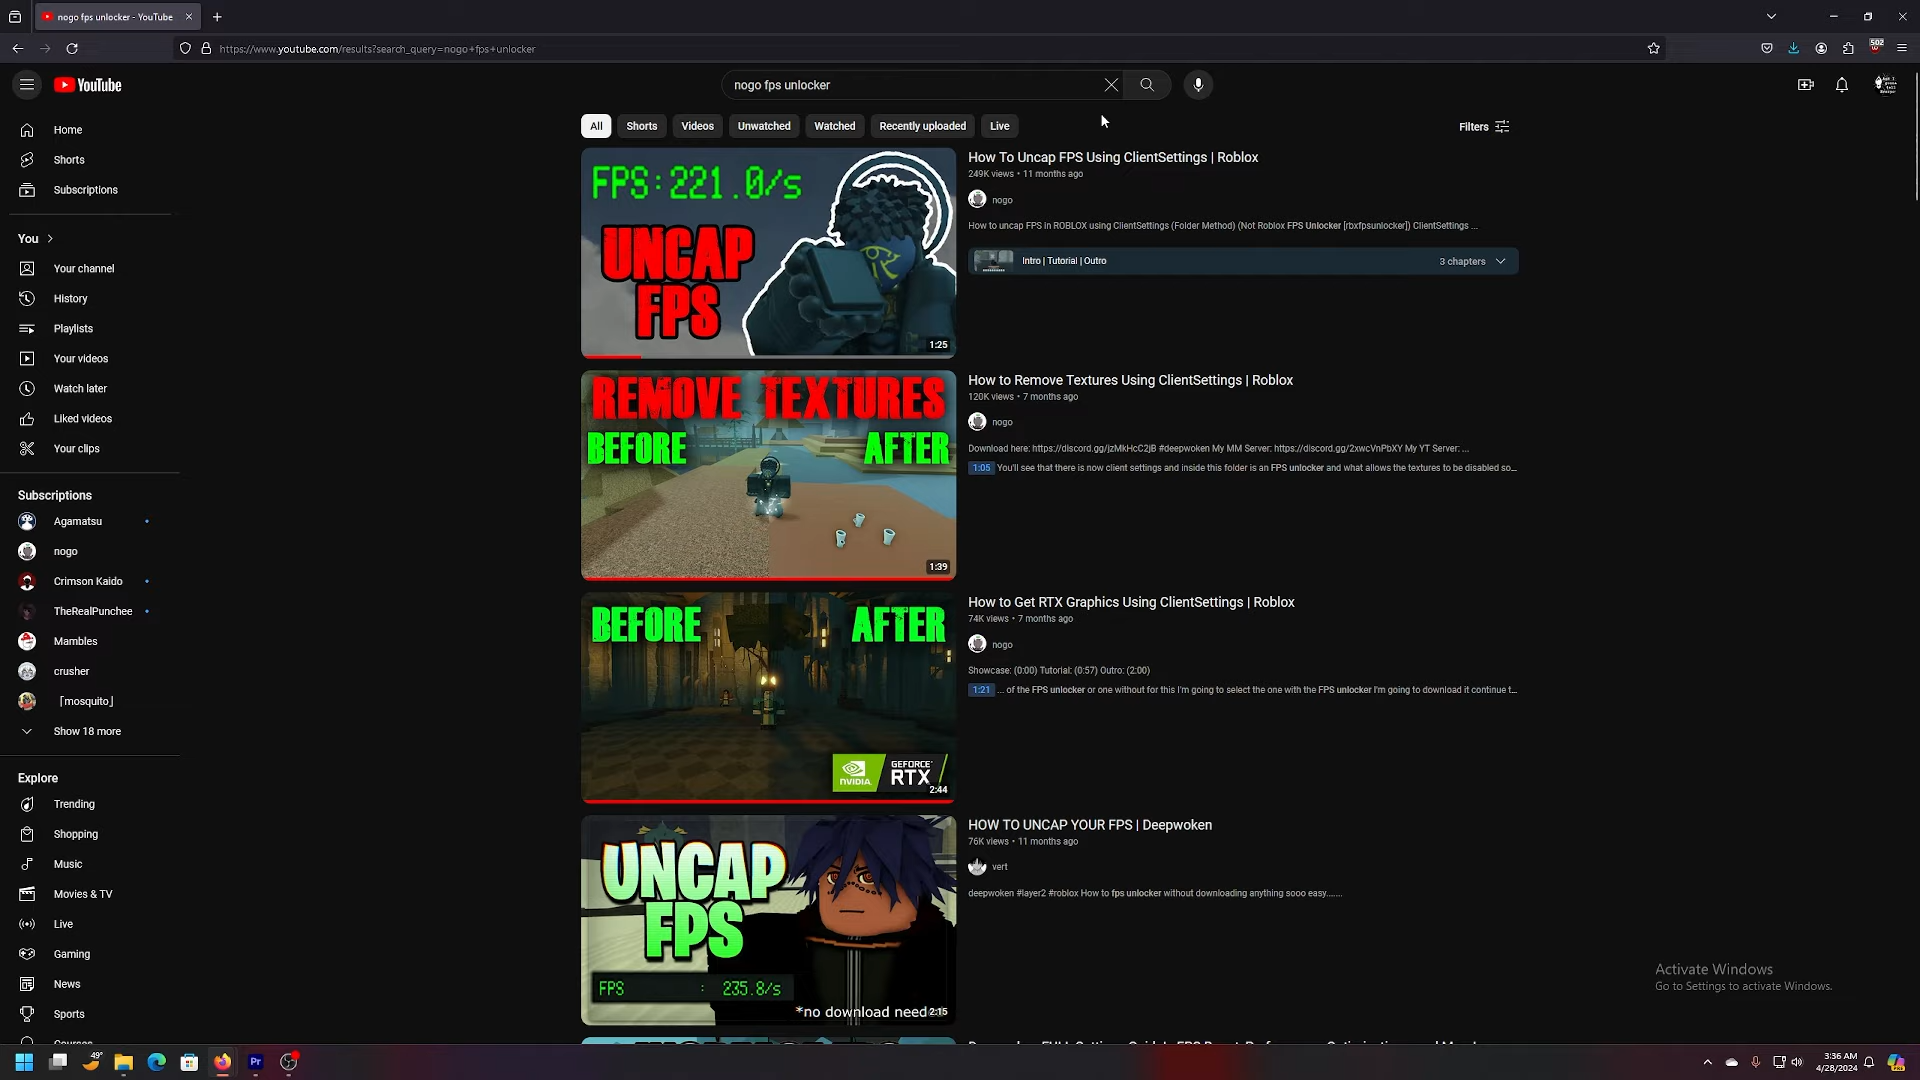 nogo fps unlocker - YouTube
https://www.youtube.com/results?search_query=nogo+fps+unlocker
502
YouTube
nogo fps unlocker
Home
Shorts
Subscriptions
You
Your channel
History
Playlists
Your videos
Watch later
Liked videos
Your clips
Subscriptions
Agamatsu
nogo
Crimson Kaido
TheRealPunchee
Mambles
crusher
「mosquito」
Show 18 more
Explore
Trending
Shopping
Music
Movies & TV
Live
Gaming
News
Sports
Courses
All
Shorts
Videos
Unwatched
Watched
Recently uploaded
Live
Filters
FPS:221.0/s
UNCAP
FPS
1:25
How To Uncap FPS Using ClientSettings | Roblox
249K views • 11 months ago
nogo
How to uncap FPS in ROBLOX using ClientSettings (Folder Method) (Not Roblox FPS Unlocker [rbxfpsunlocker]) ClientSettings ...
Intro | Tutorial | Outro
3 chapters
REMOVE TEXTURES
BEFORE
AFTER
1:39
How to Remove Textures Using ClientSettings | Roblox
120K views • 7 months ago
nogo
Download here: https://discord.gg/jzMkHcC2jB #deepwoken My MM Server: https://discord.gg/2xwcVnPbXY My YT Server: ...
1:05 You'll see that there is now client settings and inside this folder is an FPS unlocker and what allows the textures to be disabled so...
BEFORE
AFTER
NVIDIA.
GEFORCE
RTX
2:44
How to Get RTX Graphics Using ClientSettings | Roblox
74K views • 7 months ago
nogo
Showcase: (0:00) Tutorial: (0:57) Outro: (2:00)
1:21 ... of the FPS unlocker or one without for this I'm going to select the one with the FPS unlocker I'm going to download it continue t...
UNCAP
FPS
FPS : 235.8/s
*no download need
2:15
HOW TO UNCAP YOUR FPS | Deepwoken
76K views • 11 months ago
vert
deepwoken #layer2 #roblox How to fps unlocker without downloading anything sooo easy.......
Activate Windows
Go to Settings to activate Windows.
49°
Pr
3:36 AM
4/28/2024